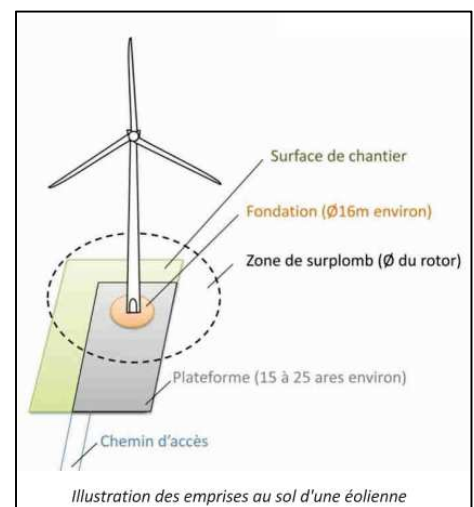 Surface de chantier
Fondation (Ø16m environ)
Zone de surplomb (Ø du rotor)
Plateforme (15 à 25 ares environ)
Chemin d'accès
Illustration des emprises au sol d'une éolienne